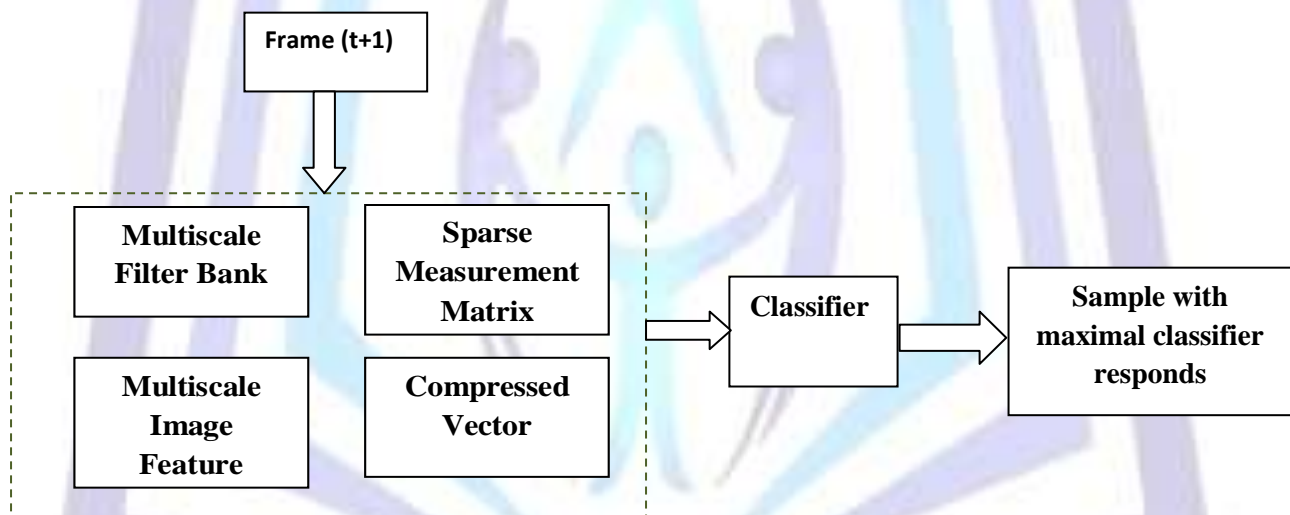 Frame (t+1)
Multiscale
Filter Bank
Sparse
Measurement
Matrix
Multiscale
Image
Feature
Compressed
Vector
Classifier
Sample with
maximal classifier
responds